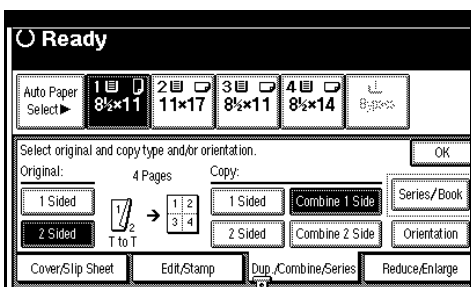 Ready
Auto Paper Select▶
1 8½×11
2 11×17
3 8½×11
4 8½×14
Bypass
Select original and copy type and/or orientation.
OK
Original:
4 Pages
Copy:
1 Sided
2 Sided
1/2
T to T
1 2
3 4
1 Sided
Combine 1 Side
2 Sided
Combine 2 Side
Series/Book
Orientation
Cover/Slip Sheet
Edit/Stamp
Dup./Combine/Series
Reduce/Enlarge